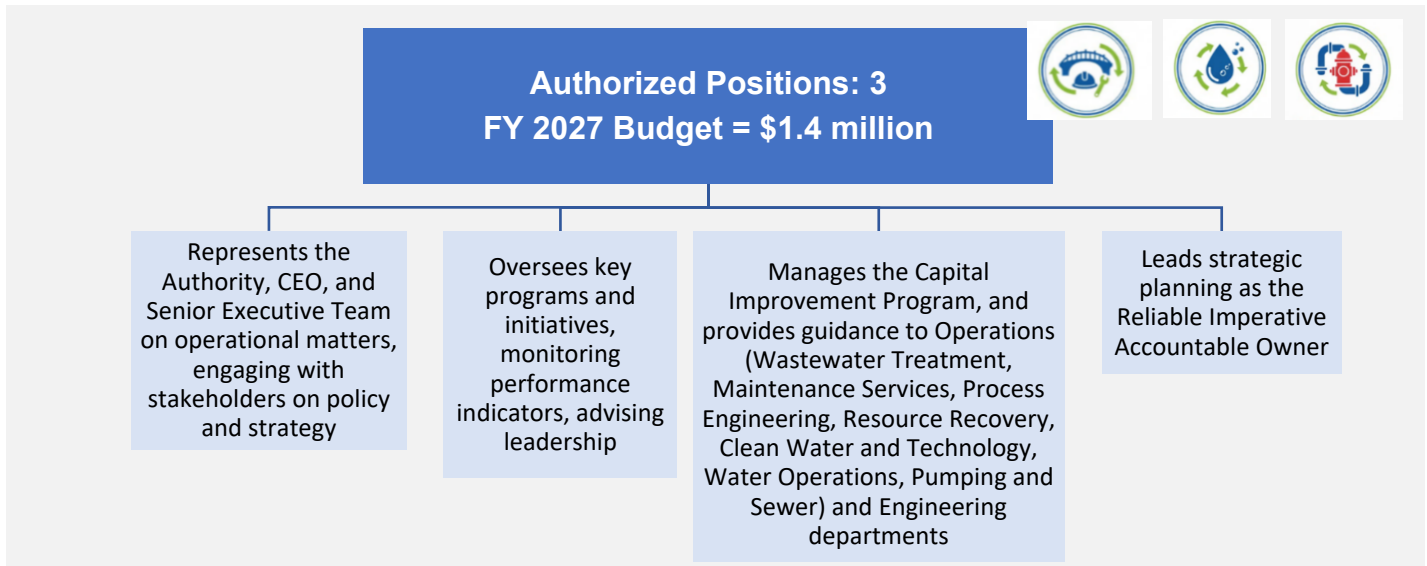 Authorized Positions: 3
FY 2027 Budget = $1.4 million
Represents the
Authority, CEO, and
Senior Executive Team
on operational matters,
engaging with
stakeholders on policy
and strategy
Oversees key
programs and
initiatives,
monitoring
performance
indicators, advising
leadership
Manages the Capital
Improvement Program, and
provides guidance to Operations
(Wastewater Treatment,
Maintenance Services, Process
Engineering, Resource Recovery,
Clean Water and Technology,
Water Operations, Pumping and
Sewer) and Engineering
departments
Leads strategic
planning as the
Reliable Imperative
Accountable Owner